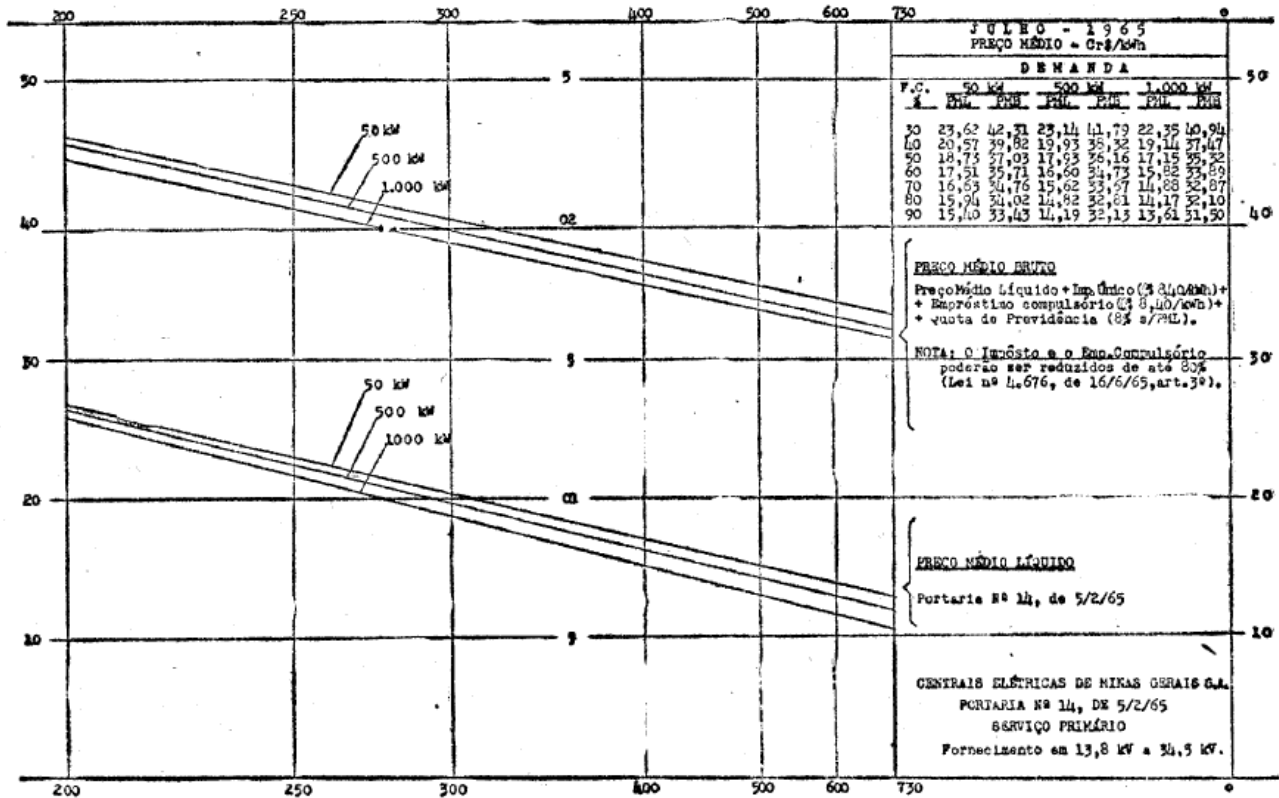 200 250 300 400 500 600 730
JULHO - 1965
PREÇO MÉDIO - Cr$/kWh
DEMANDA
F.C. 50 kW 500 kW 1.000 kW
% PML PMB PML PMB PML PMB
30 23,62 42,31 23,14 41,79 22,35 40,94
40 20,57 39,82 19,93 38,32 19,14 37,47
50 18,73 37,03 17,93 36,16 17,15 35,32
60 17,51 35,71 16,60 34,73 15,82 33,89
70 16,63 34,76 15,62 33,67 14,88 32,87
80 15,94 34,02 14,82 32,81 14,17 32,10
90 15,40 33,43 14,19 32,13 13,61 31,50
50 5 50
50 kW
500 kW
1.000 kW
40 02 40
PREÇO MÉDIO BRUTO
Preço Médio Líquido + Imp. Único (8,40/kWh) +
+ Empréstimo compulsório (8,40/kWh) +
+ quota de Previdência (8% s/PML).
30 30
NOTA: O Impôsto e o Emp. Compulsório
poderão ser reduzidos de até 80%
(Lei nº 4.676, de 16/6/65, art.3º).
50 kW
500 kW
1000 kW
20 20
PREÇO MÉDIO LÍQUIDO
Portaria Nº 14, de 5/2/65
10 10
CENTRAIS ELÉTRICAS DE MINAS GERAIS S.A.
PORTARIA Nº 14, DE 5/2/65
SERVIÇO PRIMÁRIO
Fornecimento em 13,8 kV a 34,5 kV.
200 250 300 400 500 600 730